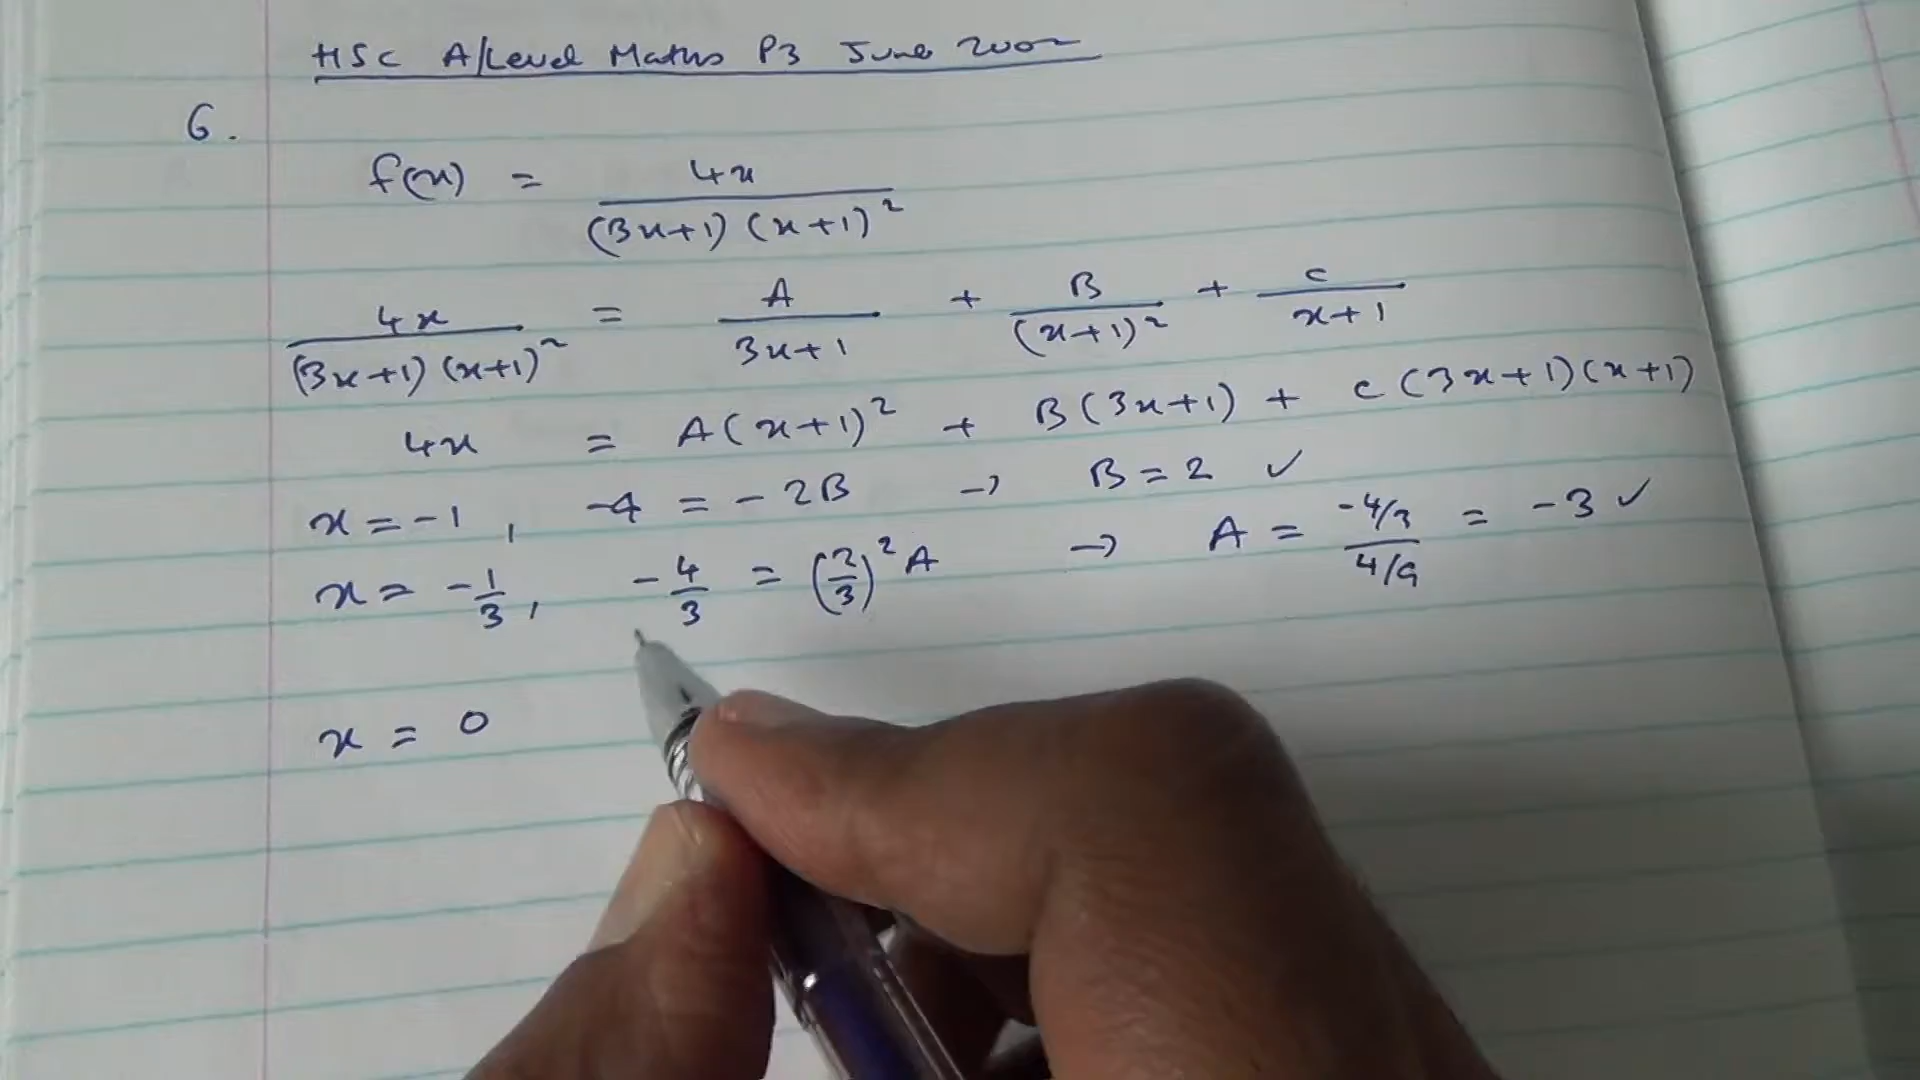 HSC A/Level Maths P3 June 2002
6.
f(x) = 4x / (3x+1)(x+1)²
4x / (3x+1)(x+1)² = A / 3x+1 + B / (x+1)² + C / x+1
4x = A(x+1)² + B(3x+1) + C(3x+1)(x+1)
x = -1, -4 = -2B → B = 2 ✓
x = -1/3, -4/3 = (2/3)² A → A = -4/3 / 4/9 = -3 ✓
x = 0